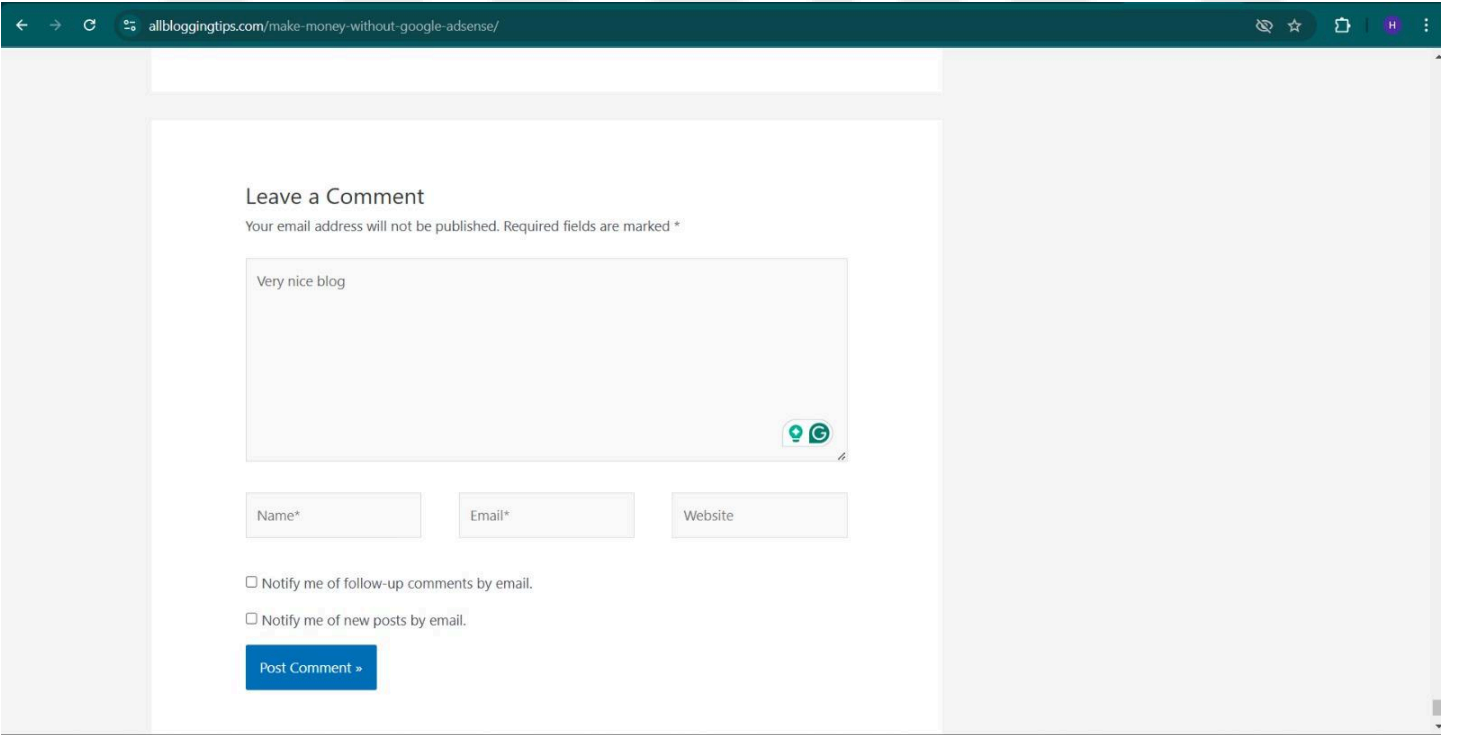 allbloggingtips.com/make-money-without-google-adsense/
H
Leave a Comment
Your email address will not be published. Required fields are marked *
Very nice blog
Name*
Email*
Website
Notify me of follow-up comments by email.
Notify me of new posts by email.
Post Comment »